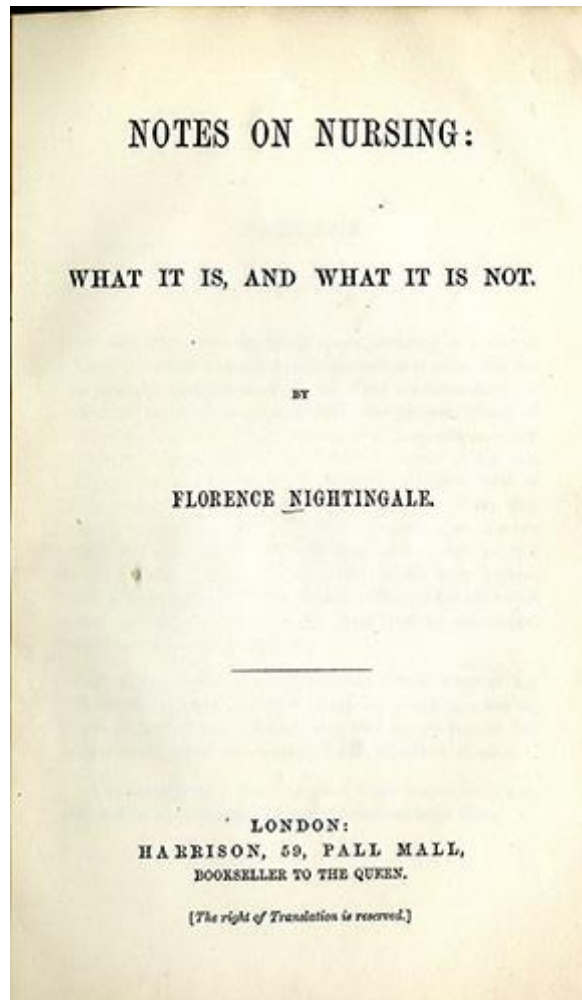 NOTES ON NURSING:
WHAT IT IS, AND WHAT IT IS NOT.
BY
FLORENCE NIGHTINGALE.
LONDON:
HARRISON, 59, PALL MALL,
BOOKSELLER TO THE QUEEN.
[The right of Translation is reserved.]